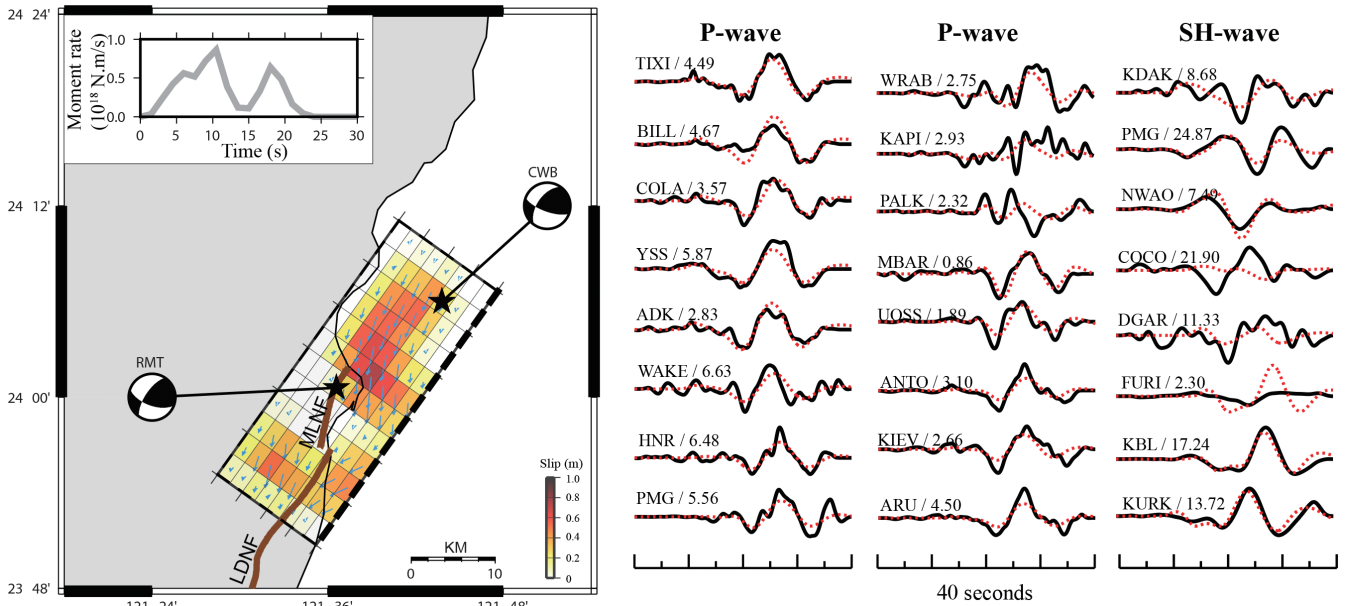 24 24'
24 12'
24 00'
23 48'
121 24'
121 36'
121 48'
Moment rate
(10¹⁸ N.m/s)
1.0
0.5
0.0
0 5 10 15 20 25 30
Time (s)
CWB
RMT
MLNF
LDNF
Slip (m)
1.0
0.8
0.6
0.4
0.2
0
KM
0 10
P-wave
TIXI / 4.49
BILL / 4.67
COLA / 3.57
YSS / 5.87
ADK / 2.83
WAKE / 6.63
HNR / 6.48
PMG / 5.56
P-wave
WRAB / 2.75
KAPI / 2.93
PALK / 2.32
MBAR / 0.86
UOSS / 1.89
ANTO / 3.10
KIEV / 2.66
ARU / 4.50
SH-wave
KDAK / 8.68
PMG / 24.87
NWAO / 7.49
COCO / 21.90
DGAR / 11.33
FURI / 2.30
KBL / 17.24
KURK / 13.72
40 seconds